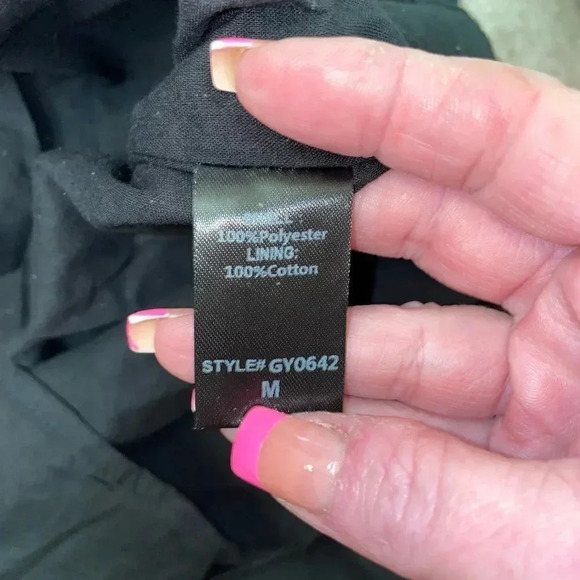 100%Polyester
LINING:
100%Cotton
STYLE# GY0642
M